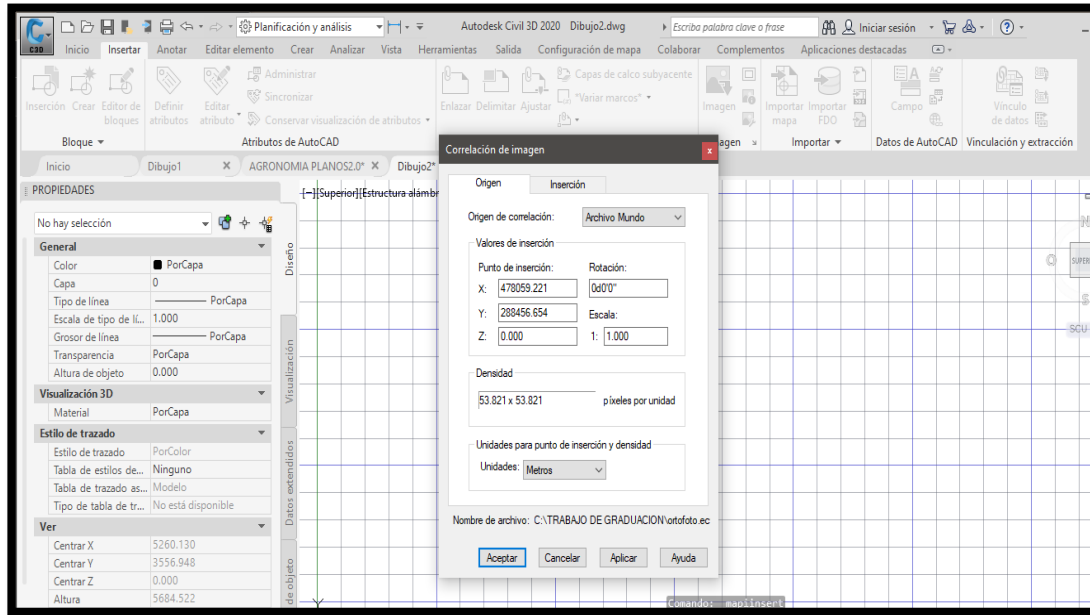 C3D
Planificación y análisis
Autodesk Civil 3D 2020 Dibujo2.dwg
Escriba palabra clave o frase
Iniciar sesión
Inicio Insertar Anotar Editar elemento Crear Analizar Vista Herramientas Salida Configuración de mapa Colaborar Complementos Aplicaciones destacadas
Inserción Crear Editor de bloques
Definir atributos Editar atributo
Administrar
Sincronizar
Conservar visualización de atributos
Enlazar Delimitar Ajustar
Capas de calco subyacente
"Variar marcos"
Imagen
Importar mapa
Importar FDO
Campo
Vínculo de datos
Bloque
Atributos de AutoCAD
agen
Importar
Datos de AutoCAD
Vinculación y extracción
Inicio Dibujo1 AGRONOMIA PLANOS2.0* Dibujo2*
PROPIEDADES
No hay selección
General
Color PorCapa
Capa 0
Tipo de línea PorCapa
Escala de tipo de lí... 1.000
Grosor de línea PorCapa
Transparencia PorCapa
Altura de objeto 0.000
Visualización 3D
Material PorCapa
Estilo de trazado
Estilo de trazado PorColor
Tabla de estilos de... Ninguno
Tabla de trazado as... Modelo
Tipo de tabla de tr... No está disponible
Ver
Centrar X 5260.130
Centrar Y 3556.948
Centrar Z 0.000
Altura 5684.522
Diseño
Visualización
Datos extendidos
de objeto
[−][Superior][Estructura alámbr
Correlación de imagen
x
Origen Inserción
Origen de correlación: Archivo Mundo
Valores de inserción
Punto de inserción: Rotación:
X: 478059.221 0d0'0"
Y: 288456.654 Escala:
Z: 0.000 1: 1.000
Densidad
53.821 x 53.821 píxeles por unidad
Unidades para punto de inserción y densidad
Unidades: Metros
Nombre de archivo: C:\TRABAJO DE GRADUACION\ortofoto.ec
Aceptar Cancelar Aplicar Ayuda
N
O SUPER
S
SCU
Y
Comando: mapiinsert